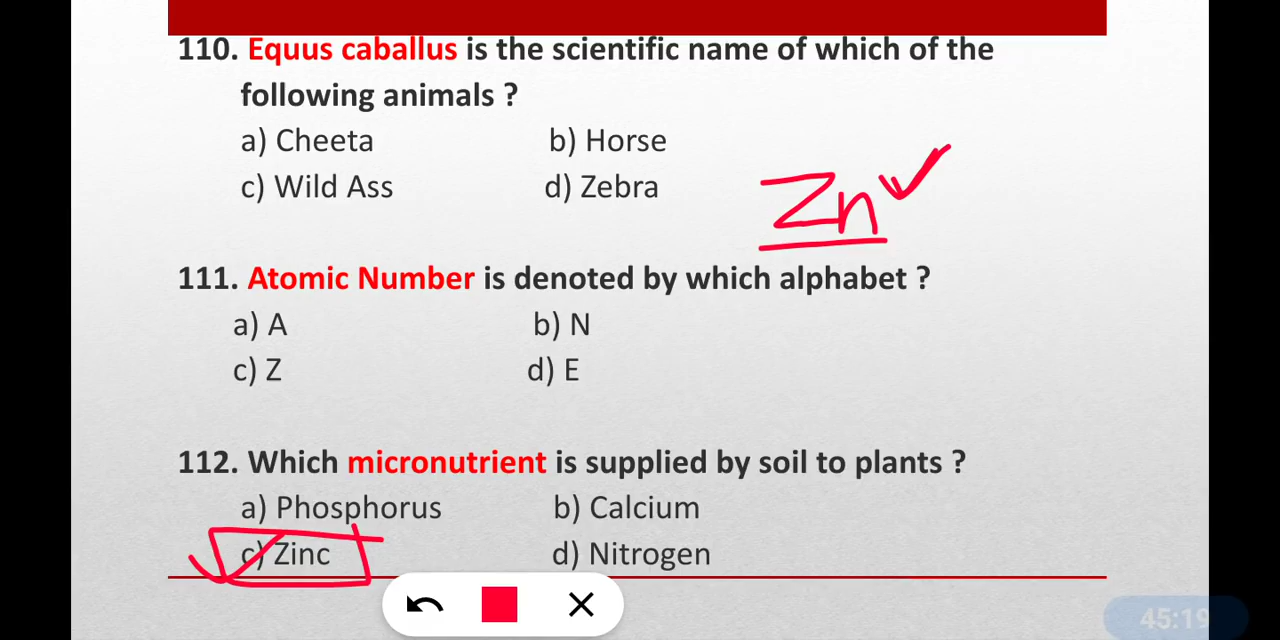 110. Equus caballus is the scientific name of which of the
following animals ?
a) Cheeta b) Horse
c) Wild Ass d) Zebra
Zn
111. Atomic Number is denoted by which alphabet ?
a) A b) N
c) Z d) E
112. Which micronutrient is supplied by soil to plants ?
a) Phosphorus b) Calcium
c) Zinc d) Nitrogen
45:19